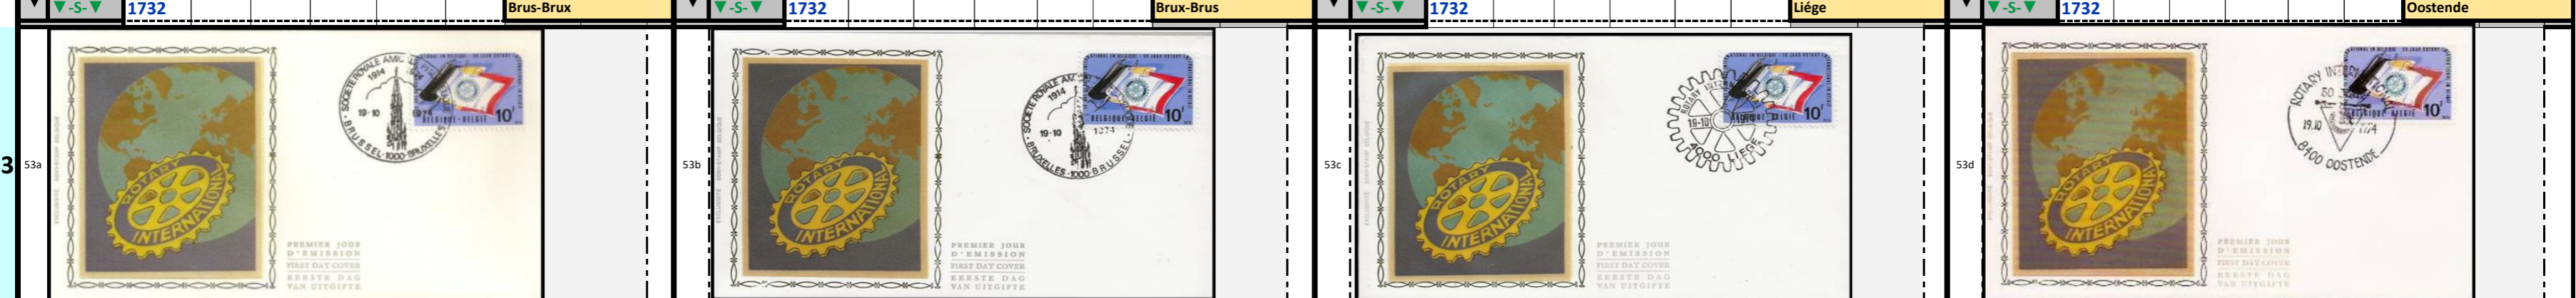 ▼ ▼ -S- ▼ 1732 Brus-Brux
▼ ▼ -S- ▼ 1732 Brux-Brus
▼ ▼ -S- ▼ 1732 Liége
▼ ▼ -S- ▼ 1732 Oostende
3
53a
ROTARY
INTERNATIONAL
SOCIETE ROYALE
1914
19-10
BRUSSEL-1000-BRUXELLES
10F
BELGIQUE-BELGIE
PREMIER JOUR
D'EMISSION
FIRST DAY COVER
EERSTE DAG
VAN UITGIFTE
53b
ROTARY
INTERNATIONAL
SOCIETE ROYALE
1914
19-10
1974
BRUXELLES-1000-BRUSSEL
10F
BELGIQUE-BELGIE
PREMIER JOUR
D'EMISSION
FIRST DAY COVER
EERSTE DAG
VAN UITGIFTE
53c
ROTARY
INTERNATIONAL
ROTARY
19-10
4000 LIEGE
10F
BELGIQUE BELGIE
PREMIER JOUR
D'EMISSION
FIRST DAY COVER
EERSTE DAG
VAN UITGIFTE
53d
ROTARY
INTERNATIONAL
ROTARY
19.10
1974
8400 OOSTENDE
10F
BELGIQUE BELGIE
PREMIER JOUR
D'EMISSION
FIRST DAY COVER
EERSTE DAG
VAN UITGIFTE